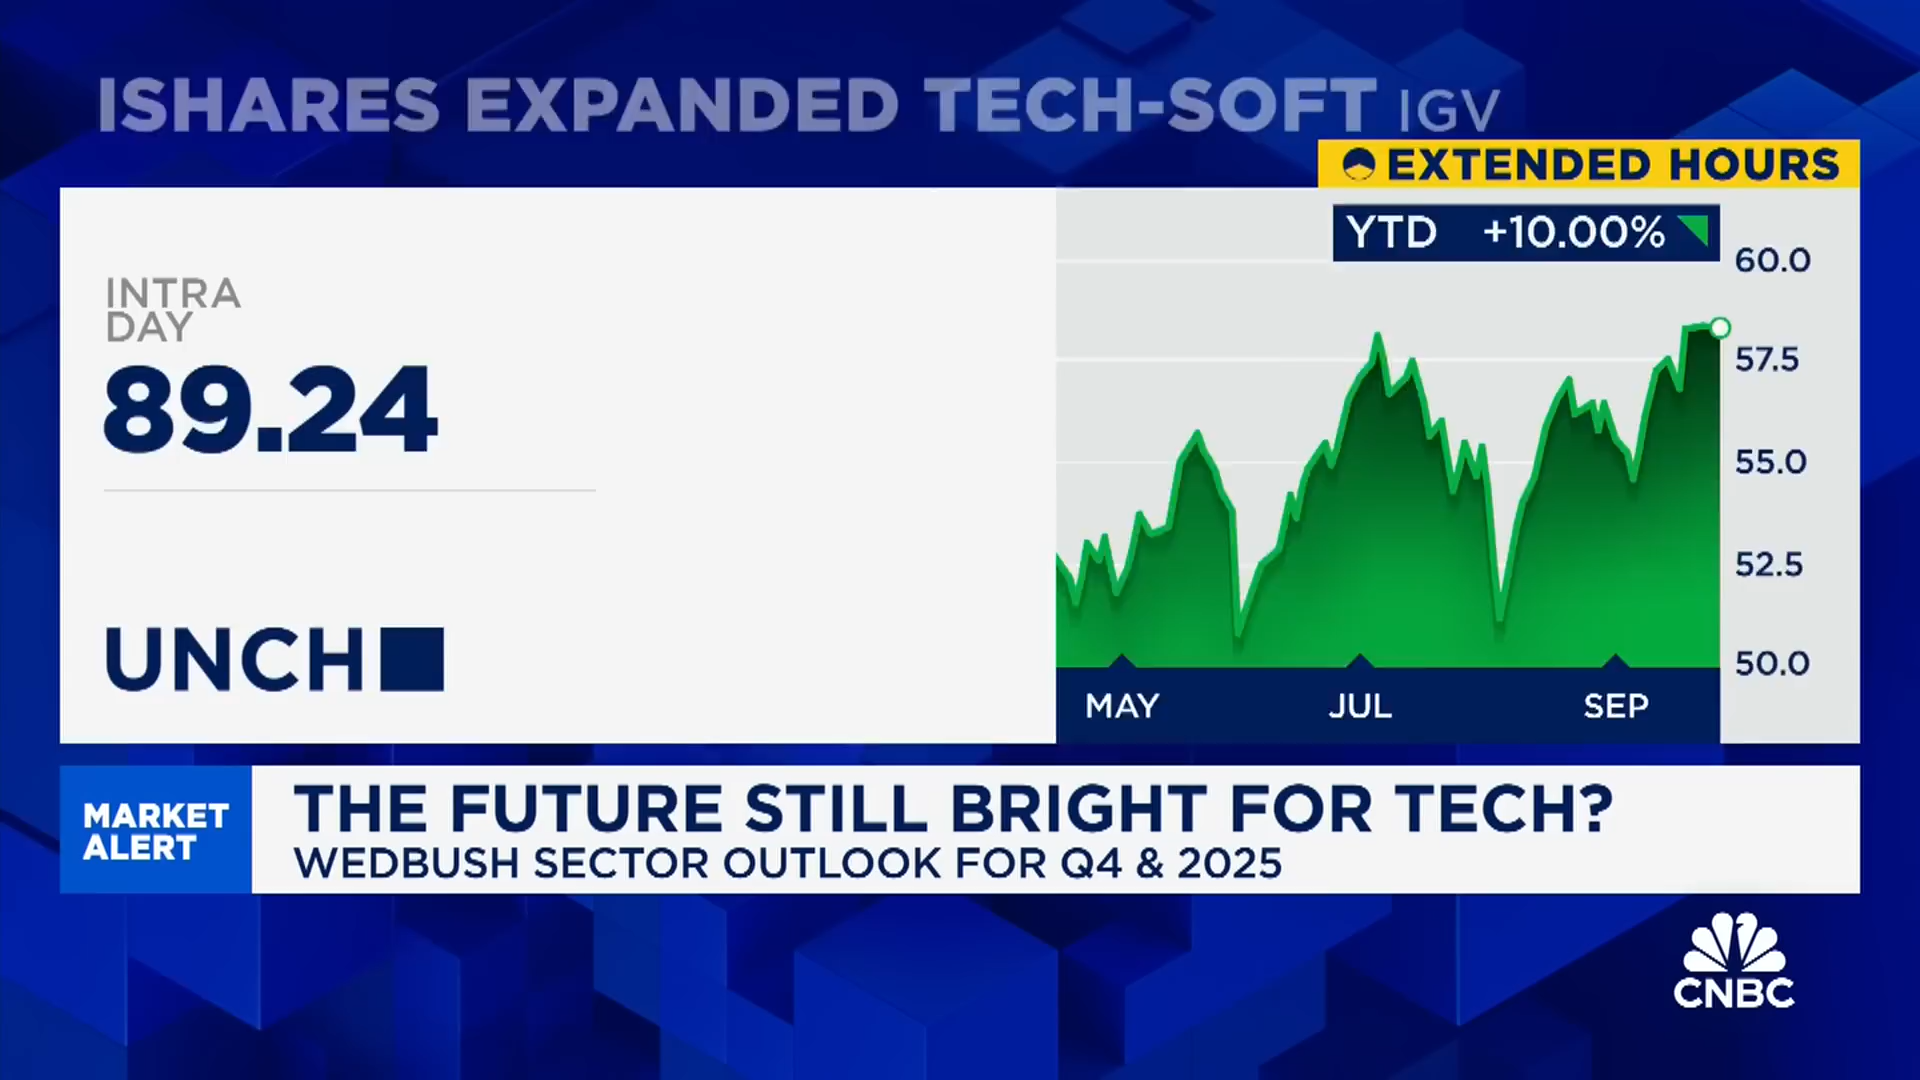 ISHARES EXPANDED TECH-SOFT IGV
EXTENDED HOURS
INTRA
DAY
89.24
UNCH
YTD +10.00%
60.0
57.5
55.0
52.5
50.0
MAY JUL SEP
MARKET
ALERT
THE FUTURE STILL BRIGHT FOR TECH?
WEDBUSH SECTOR OUTLOOK FOR Q4 & 2025
CNBC